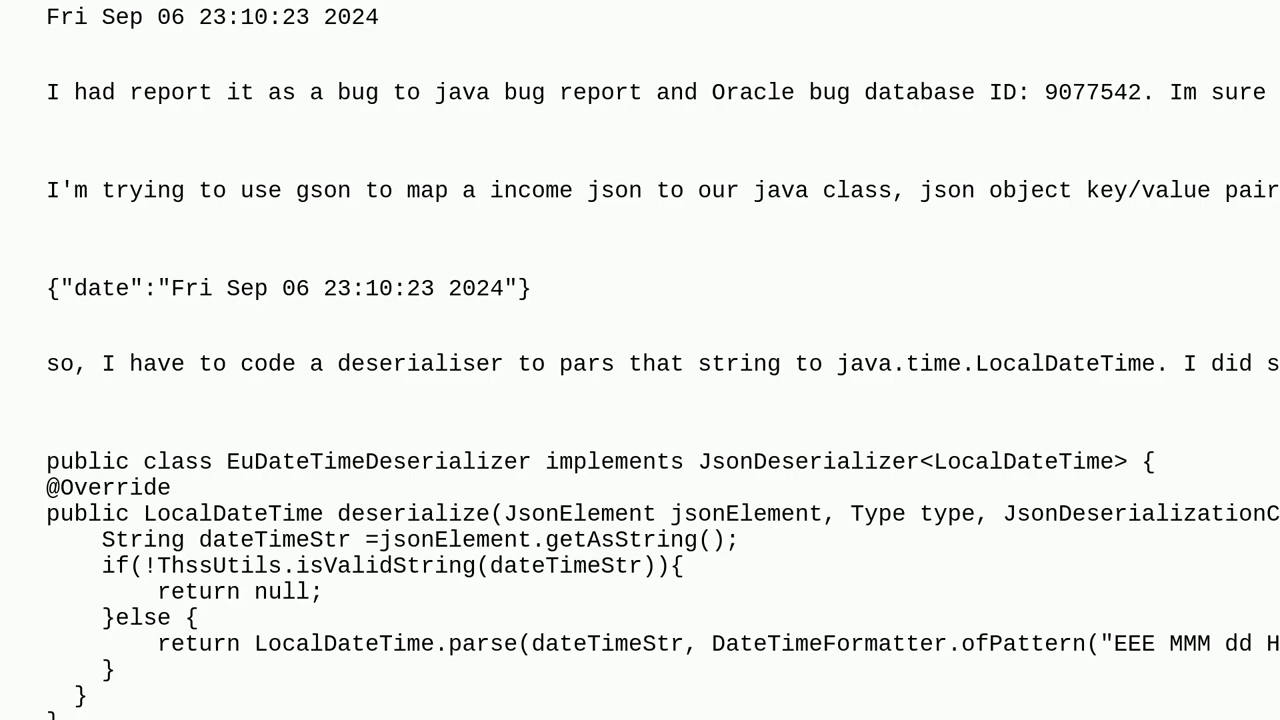 Fri Sep 06 23:10:23 2024
I had report it as a bug to java bug report and Oracle bug database ID: 9077542. Im sure
I'm trying to use gson to map a income json to our java class, json object key/value pair
{"date":"Fri Sep 06 23:10:23 2024"}
so, I have to code a deserialiser to pars that string to java.time.LocalDateTime. I did s
public class EuDateTimeDeserializer implements JsonDeserializer<LocalDateTime> {
@Override
public LocalDateTime deserialize(JsonElement jsonElement, Type type, JsonDeserializationC
    String dateTimeStr =jsonElement.getAsString();
    if(!ThssUtils.isValidString(dateTimeStr)){
        return null;
    }else {
        return LocalDateTime.parse(dateTimeStr, DateTimeFormatter.ofPattern("EEE MMM dd H
    }
  }
}